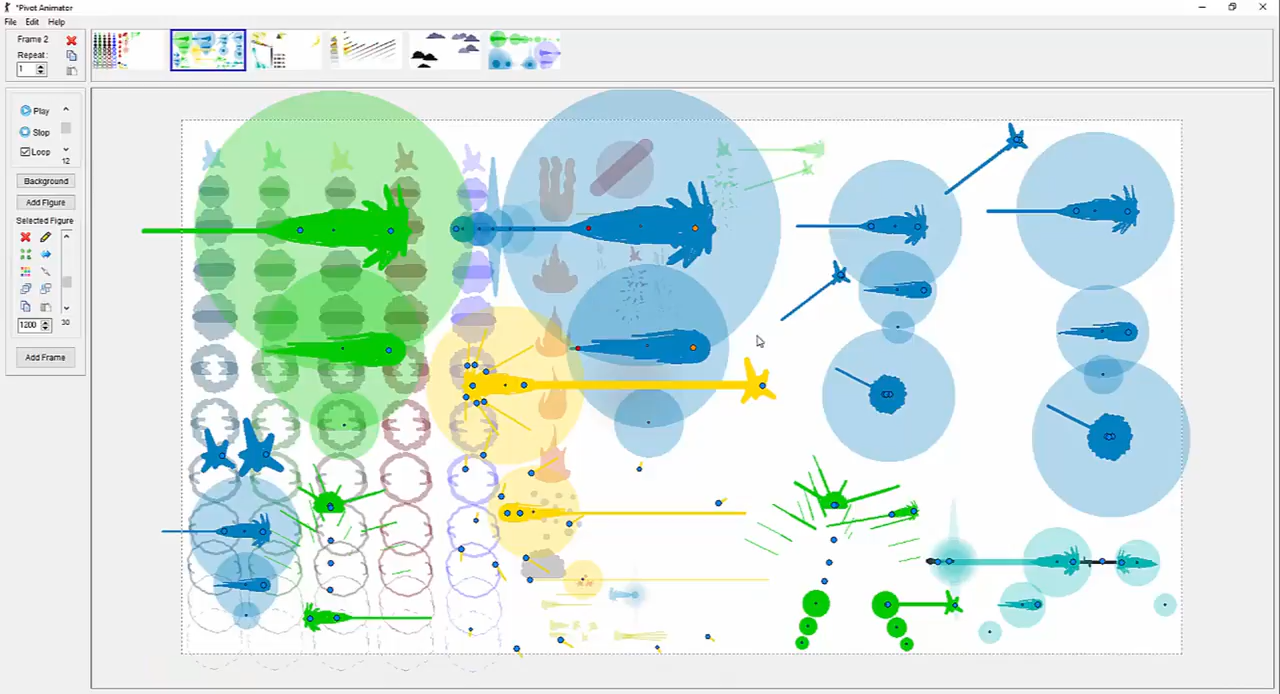 *Pivot Animator
File Edit Help
Frame 2
Repeat:
1
Play
Stop
Loop
12
Background
Add Figure
Selected Figure
1200
30
Add Frame